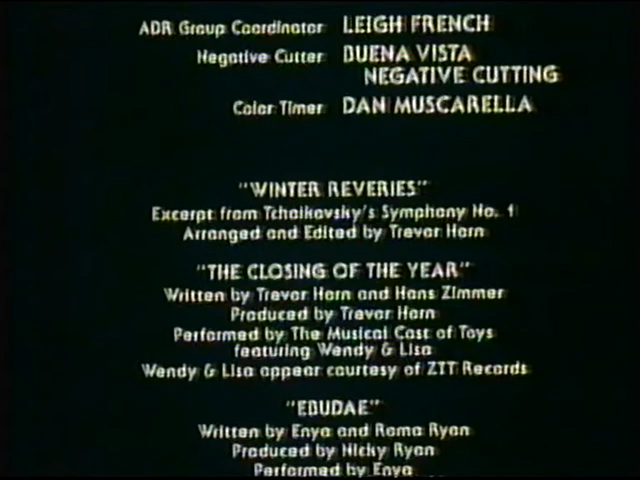 ADR Group Coordinator LEIGH FRENCH
Negative Cutter BUENA VISTA
NEGATIVE CUTTING
Color Timer DAN MUSCARELLA
"WINTER REVERIES"
Excerpt from Tchaikovsky's Symphony No. 1
Arranged and Edited by Trevor Horn
"THE CLOSING OF THE YEAR"
Written by Trevor Horn and Hans Zimmer
Produced by Trevor Horn
Performed by The Musical Cast of Toys
featuring Wendy & Lisa
Wendy & Lisa appear courtesy of ZTT Records
"EBUDAE"
Written by Enya and Roma Ryan
Produced by Nicky Ryan
Performed by Enya